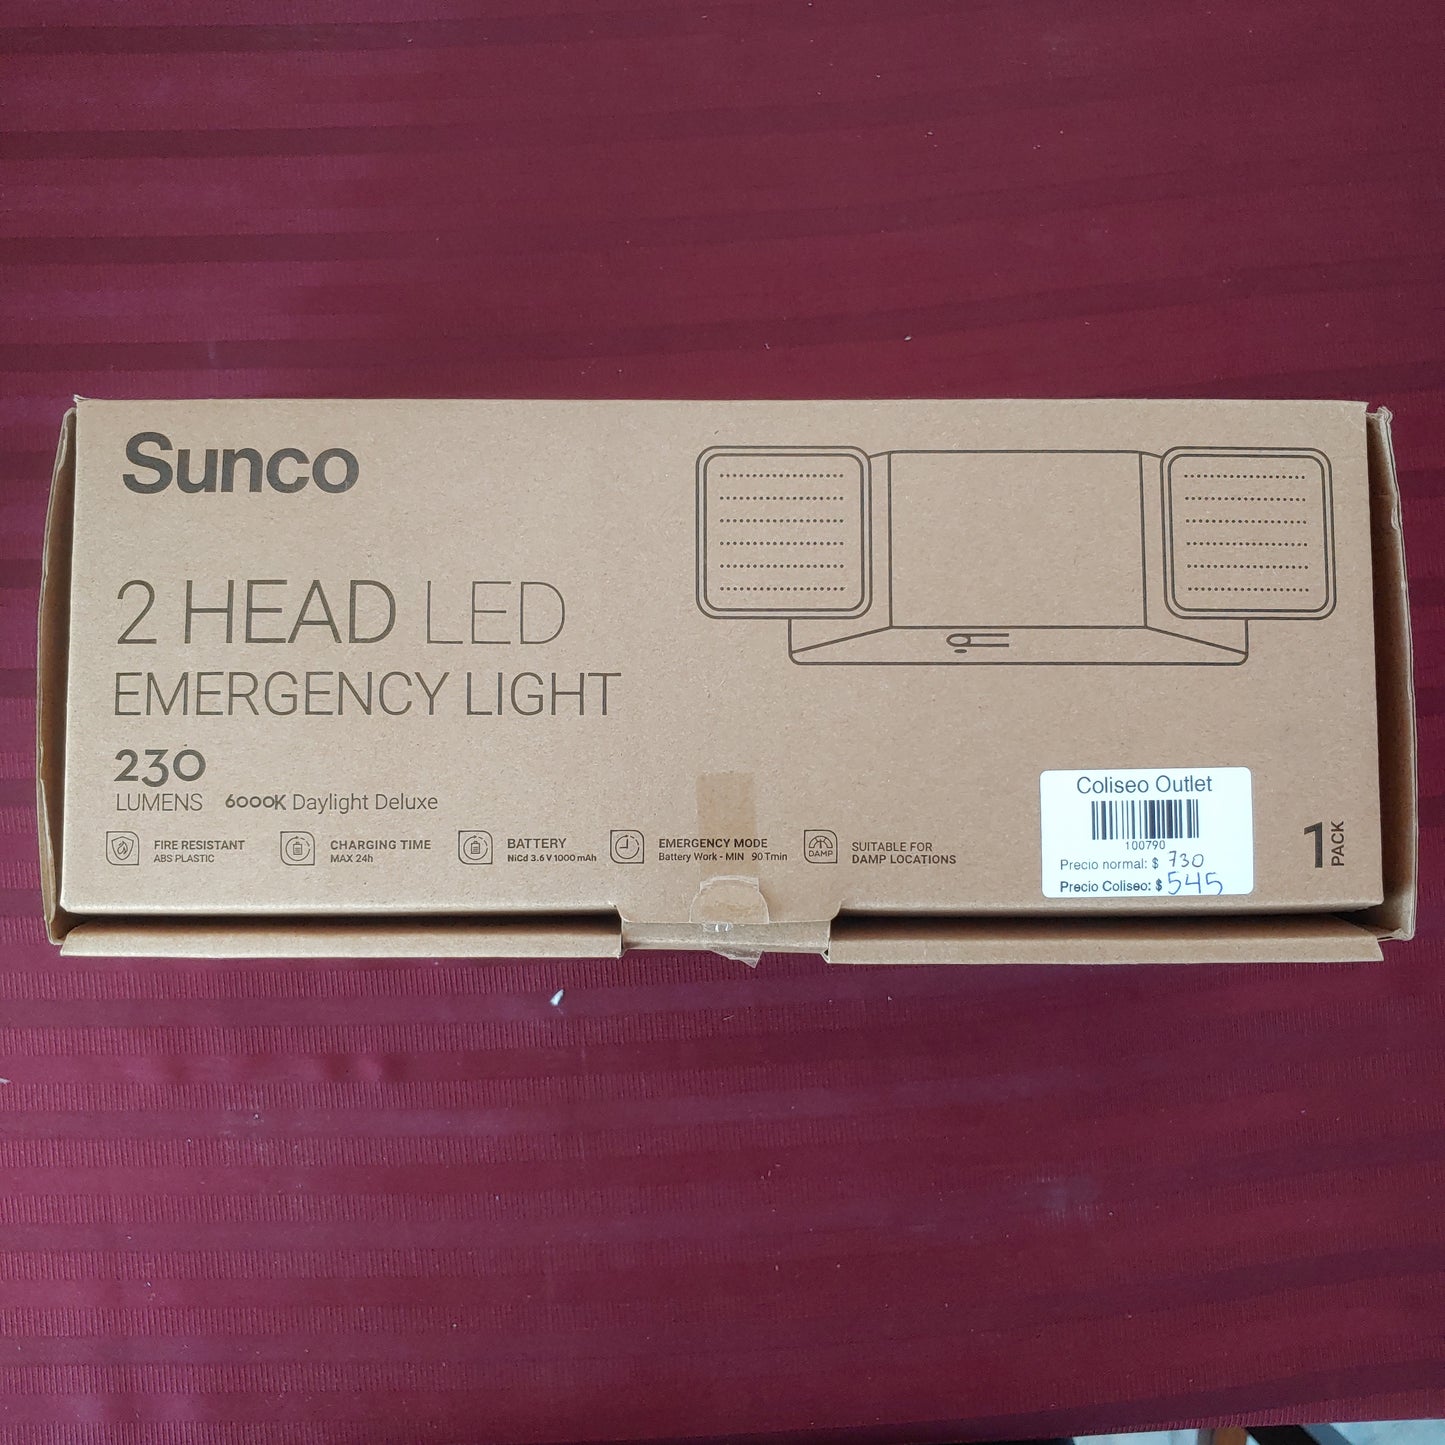 Sunco
2 HEAD LED
EMERGENCY LIGHT
230
LUMENS 6000K Daylight Deluxe
FIRE RESISTANT
ABS PLASTIC
CHARGING TIME
MAX 24h
BATTERY
NiCd 3.6 V 1000 mAh
EMERGENCY MODE
Battery Work - MIN 90 Tmin
DAMP
SUITABLE FOR
DAMP LOCATIONS
Coliseo Outlet
100790
Precio normal: $ 730
Precio Coliseo: $ 545
1 PACK